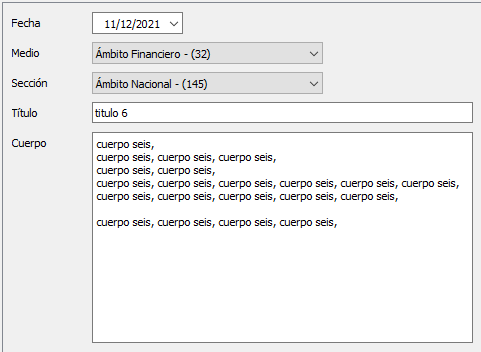 Fecha 11/12/2021
Medio Ámbito Financiero - (32)
Sección Ámbito Nacional - (145)
Título titulo 6
Cuerpo cuerpo seis,
cuerpo seis, cuerpo seis, cuerpo seis,
cuerpo seis, cuerpo seis,
cuerpo seis, cuerpo seis, cuerpo seis, cuerpo seis, cuerpo seis, cuerpo seis,
cuerpo seis, cuerpo seis, cuerpo seis, cuerpo seis, cuerpo seis,
cuerpo seis, cuerpo seis, cuerpo seis, cuerpo seis,